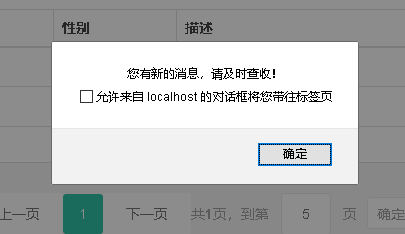 性别 描述
您有新的消息，请及时查收！
允许来自 localhost 的对话框将您带往标签页
确定
上一页 1 下一页 共1页，到第 5 页 确定